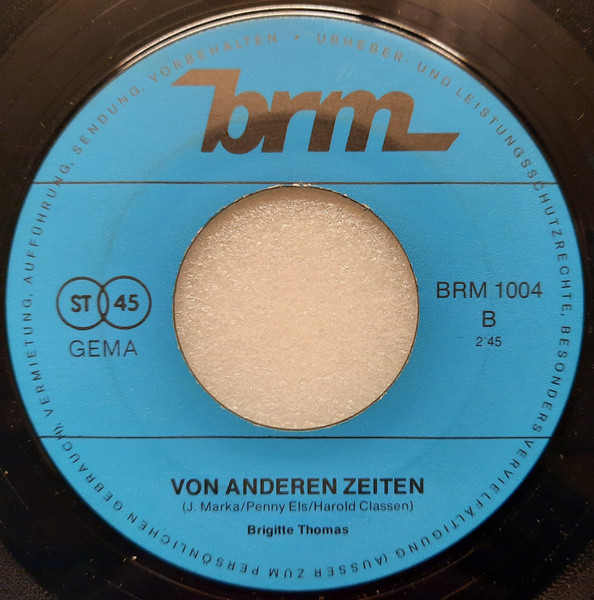 URHEBER- UND LEISTUNGSSCHUTZRECHTE, BESONDERS VERVIELFÄLTIGUNG (AUSSER ZUM PERSÖNLICHEN GEBRAUCH), VERMIETUNG, AUFFÜHRUNG, SENDUNG, VORBEHALTEN •
brm
ST 45
GEMA
BRM 1004
B
2'45
VON ANDEREN ZEITEN
(J. Marka/Penny Els/Harold Classen)
Brigitte Thomas